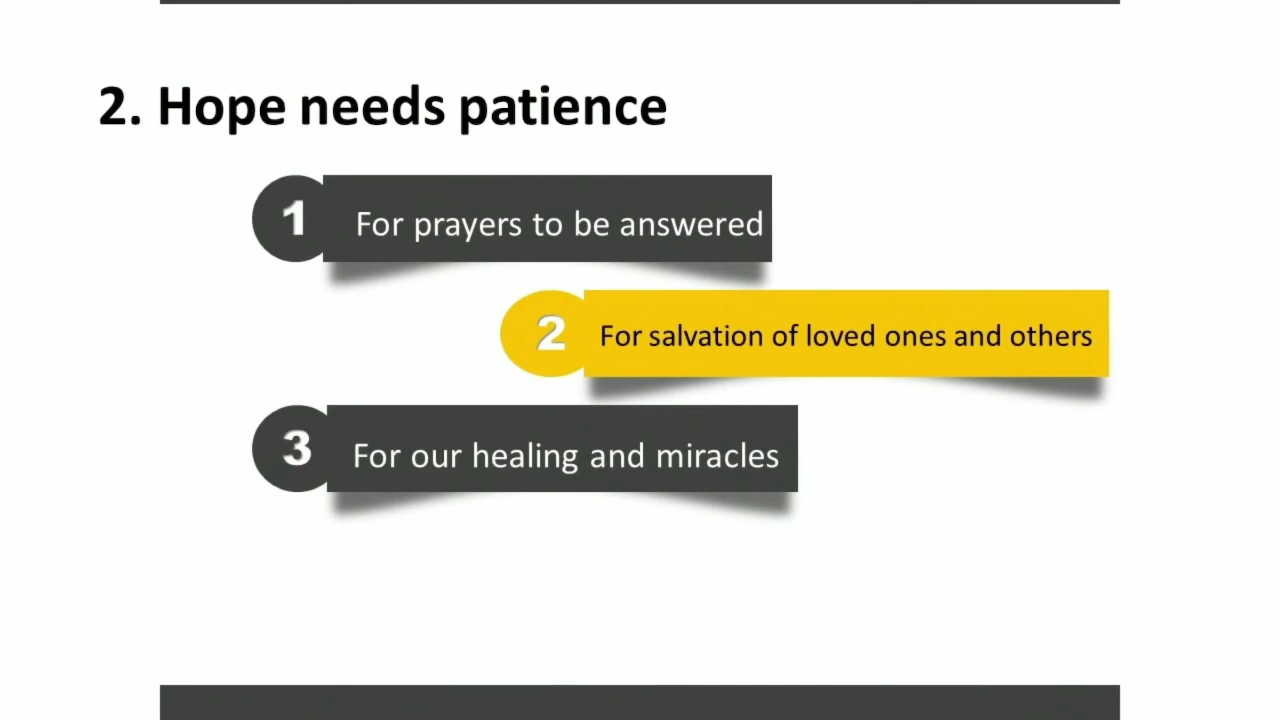 2. Hope needs patience
1 For prayers to be answered
2 For salvation of loved ones and others
3 For our healing and miracles